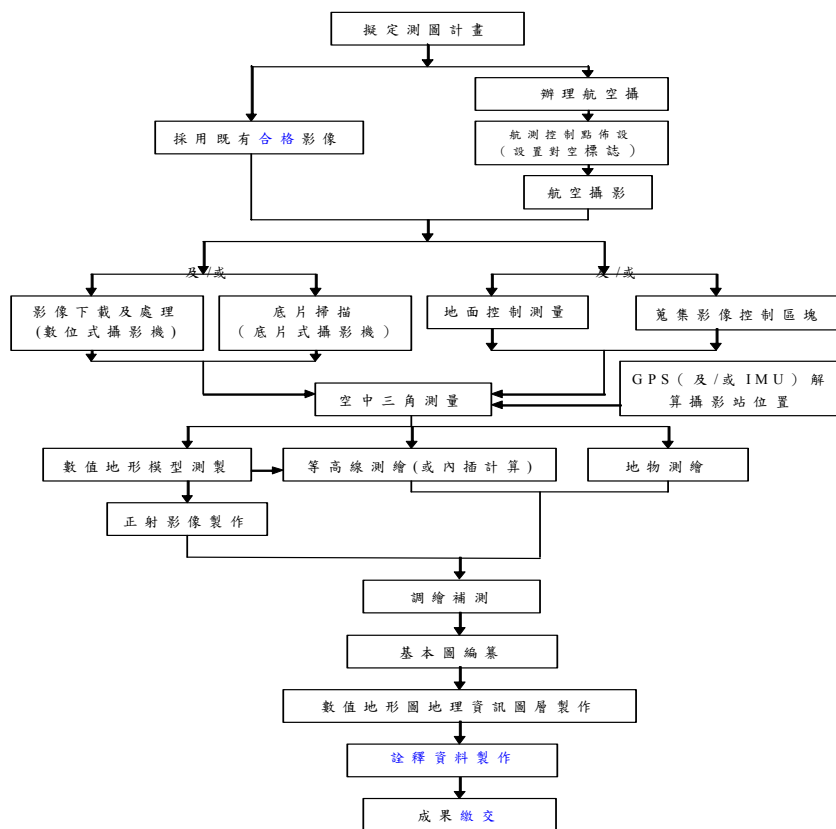 擬定測圖計畫
辦理航空攝
採用既有合格影像
航測控制點佈設
(設置對空標誌)
航空攝影
及/或
及/或
影像下載及處理
(數位式攝影機)
底片掃描
(底片式攝影機)
地面控制測量
蒐集影像控制區塊
GPS(及/或 IMU)解
算攝影站位置
空中三角測量
數值地形模型測製
等高線測繪(或內插計算)
地物測繪
正射影像製作
調繪補測
基本圖編纂
數值地形圖地理資訊圖層製作
詮釋資料製作
成果繳交